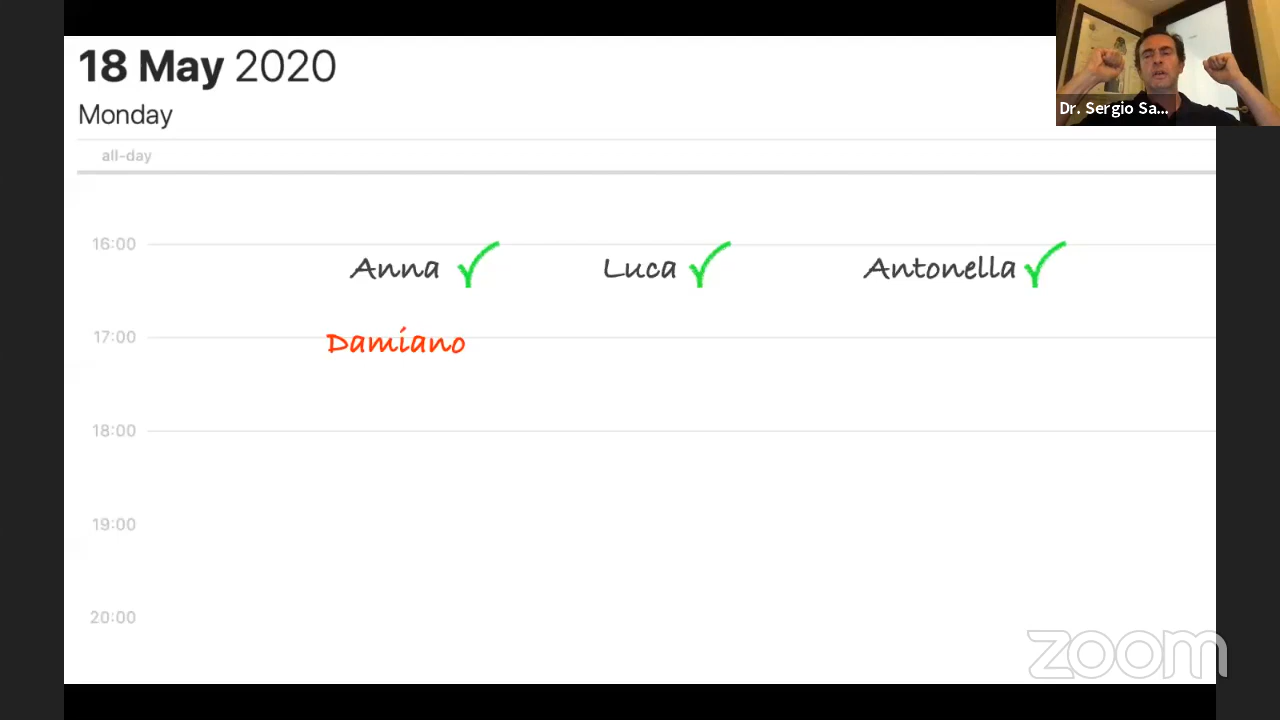 18 May 2020
Monday
Dr. Sergio Sa...
all-day
16:00
Anna Luca Antonella
17:00
Damiano
18:00
19:00
20:00
zoom